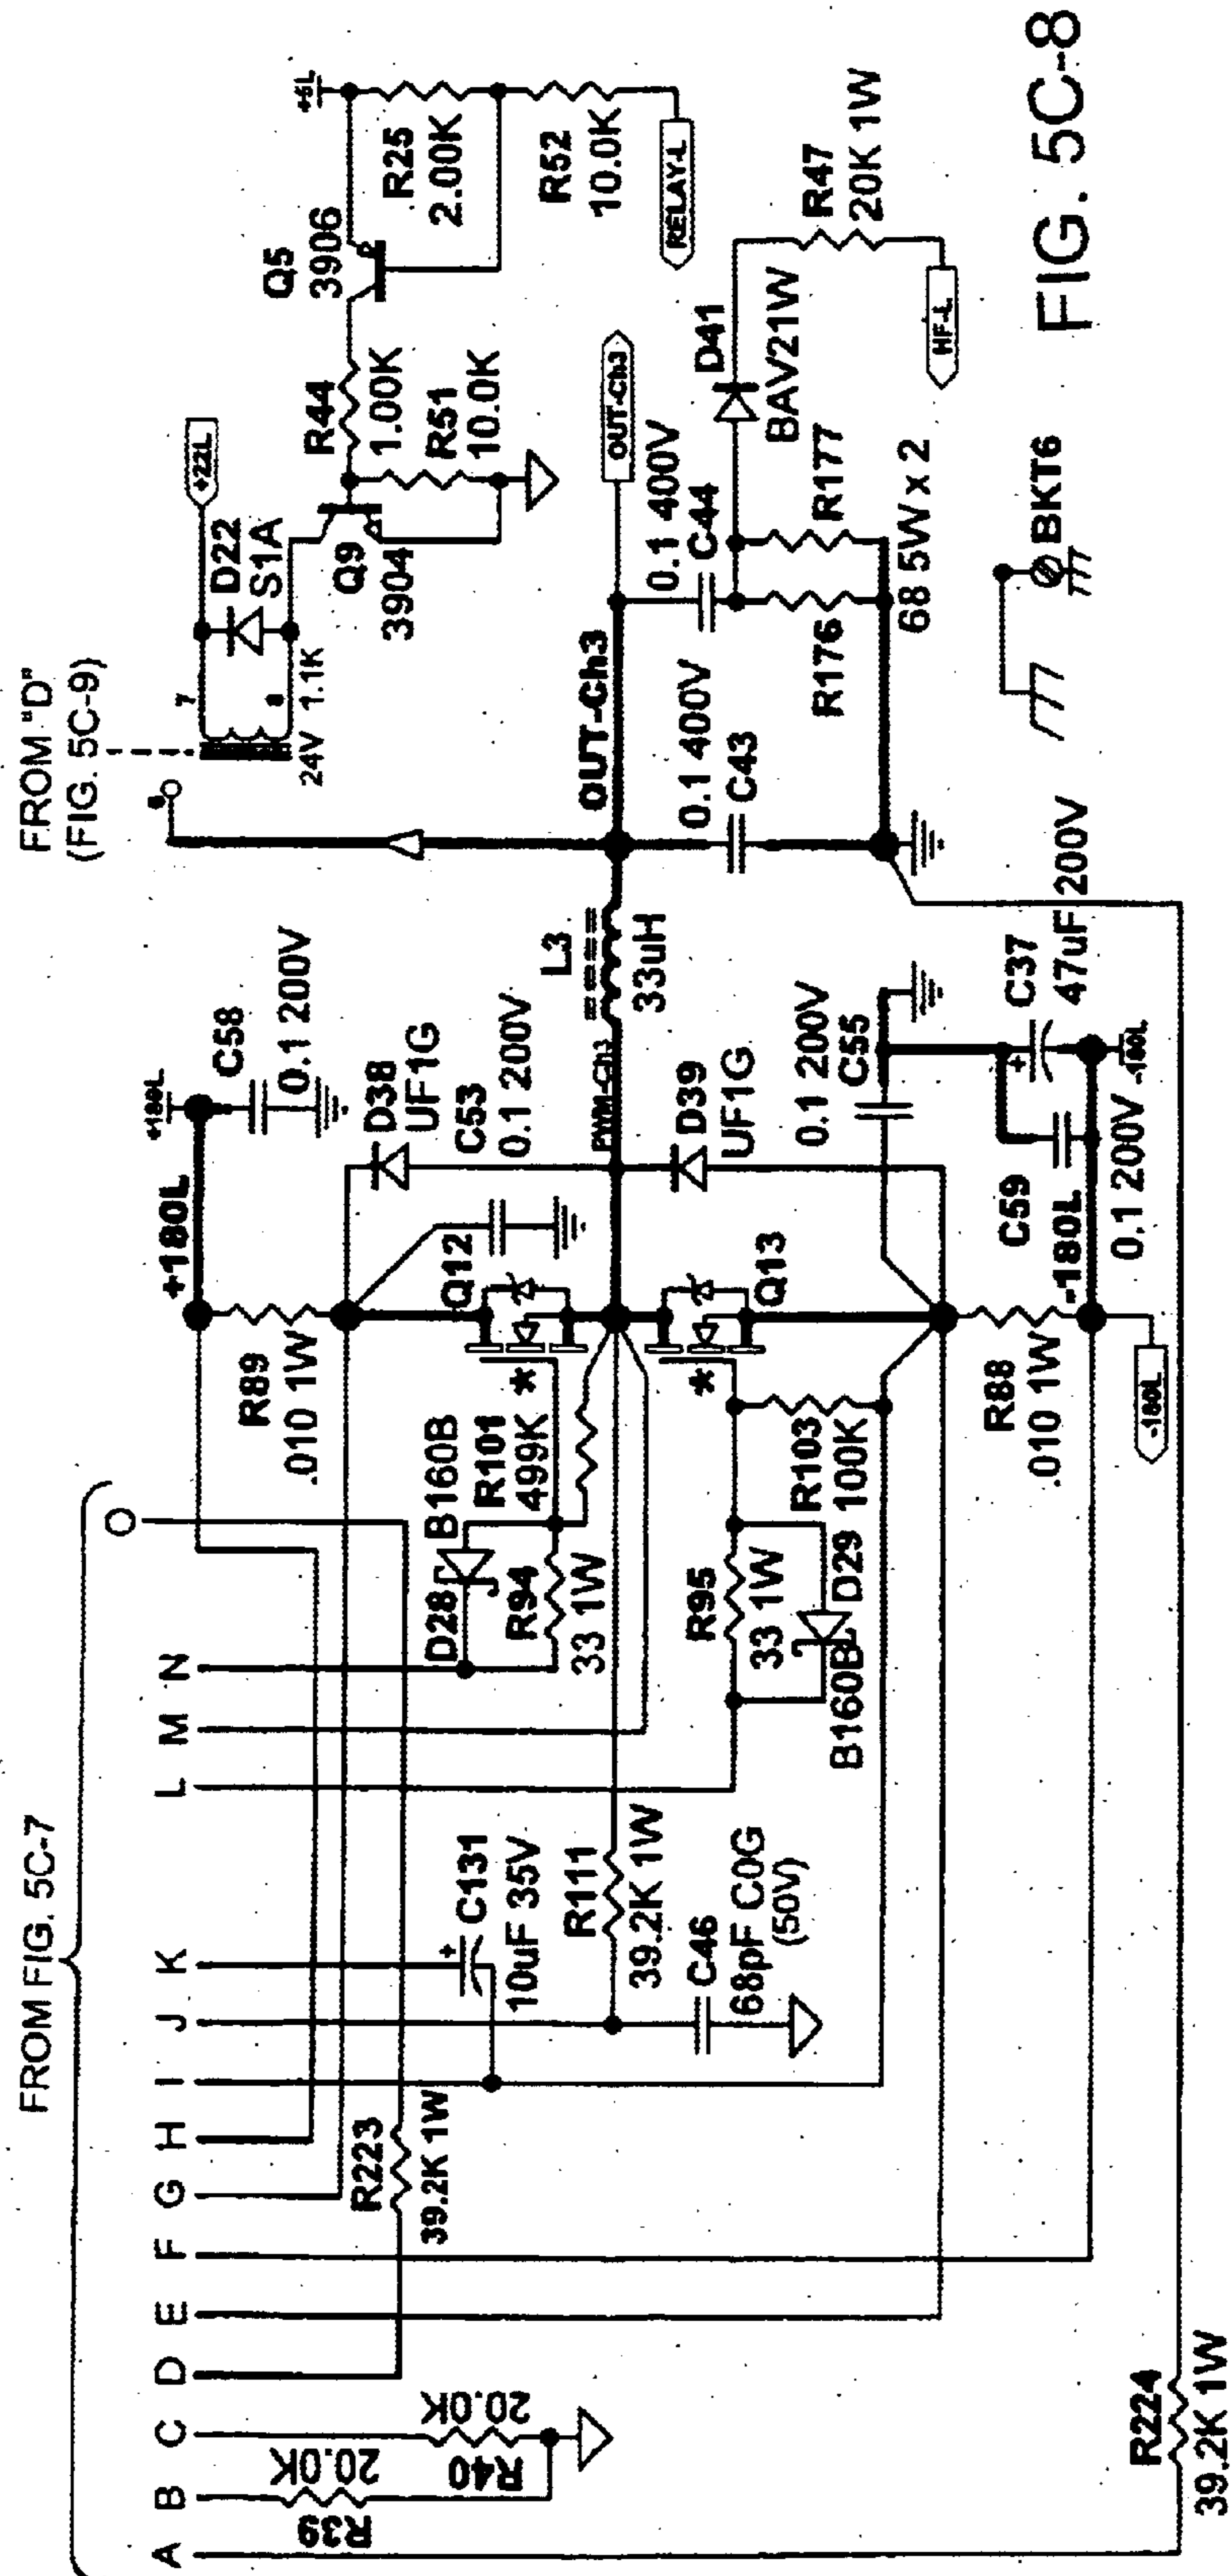 FROM FIG. 5C-7
A
B
C
D
E
F
G
H
I
J
K
L
M
N
O
R39
20.0K
R40
20.0K
R224
39.2K 1W
R223
39.2K 1W
C131
10uF 35V
+
R111
39.2K 1W
C46
68pF C0G
(50V)
D28
B160B
R94
33 1W
R101
499K
R95
33 1W
B160B
D29
R103
100K
R89
.010 1W
+180L
+180L
C58
0.1 200V
D38
UF1G
C53
0.1 200V
Q12
*
PWM-Ch3
Q13
*
D39
UF1G
L3
33uH
0.1 200V
C55
R88
.010 1W
-180L
-180L
C59
0.1 200V
-180L
+
C37
47uF 200V
FROM "D"
(FIG. 5C-9)
7
24V 1.1K
+22L
D22
S1A
Q9
3904
R44
1.00K
R51
10.0K
Q5
3906
+5L
R25
2.00K
R52
10.0K
RELAY-L
OUT-Ch3
OUT-Ch3
0.1 400V
C43
0.1 400V
C44
R176
R177
68 5W x 2
D41
BAV21W
R47
20K 1W
HF-L
BKT6
FIG. 5C-8